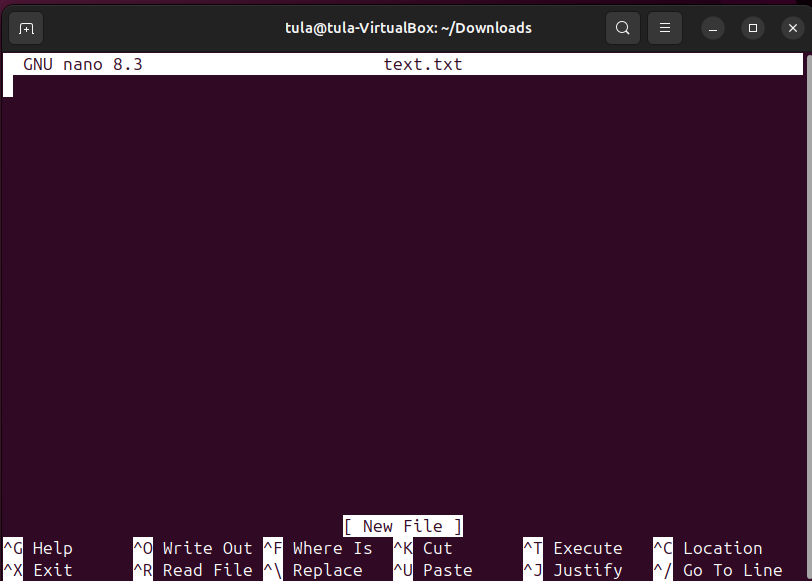 tula@tula-VirtualBox: ~/Downloads
GNU nano 8.3 text.txt
[ New File ]
^G Help ^O Write Out ^F Where Is ^K Cut ^T Execute ^C Location
^X Exit ^R Read File ^\ Replace ^U Paste ^J Justify ^/ Go To Line